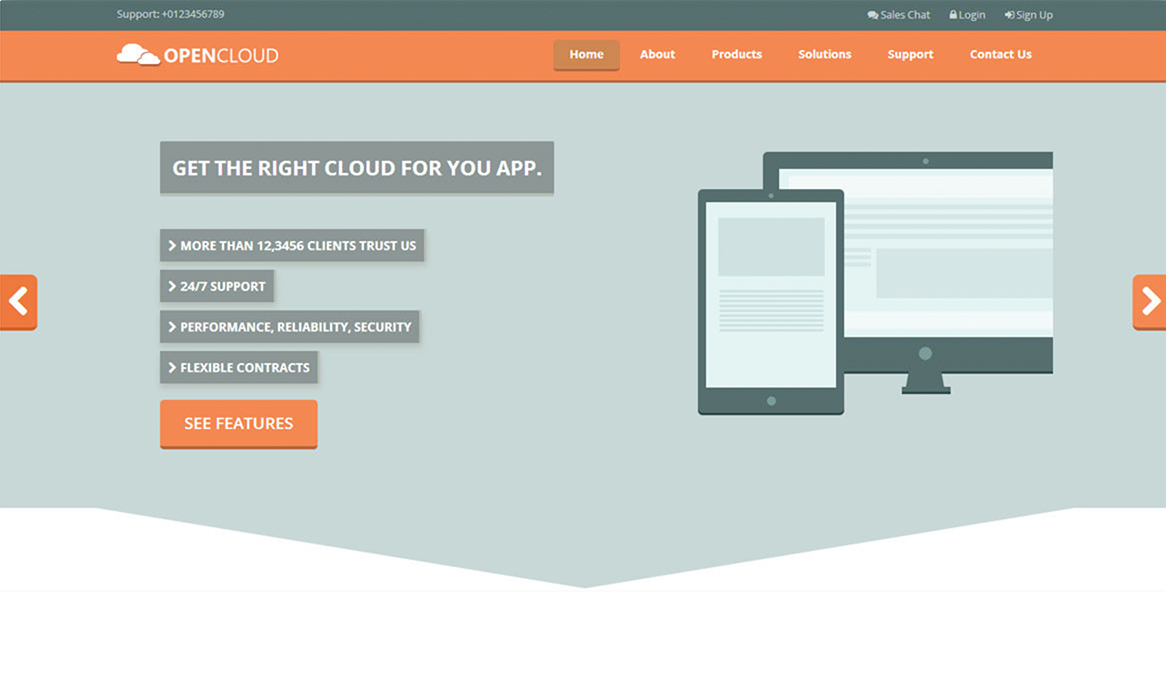 Support: +0123456789
Sales Chat Login Sign Up
OPENCLOUD
Home About Products Solutions Support Contact Us
GET THE RIGHT CLOUD FOR YOU APP.
MORE THAN 12,3456 CLIENTS TRUST US
24/7 SUPPORT
PERFORMANCE, RELIABILITY, SECURITY
FLEXIBLE CONTRACTS
SEE FEATURES